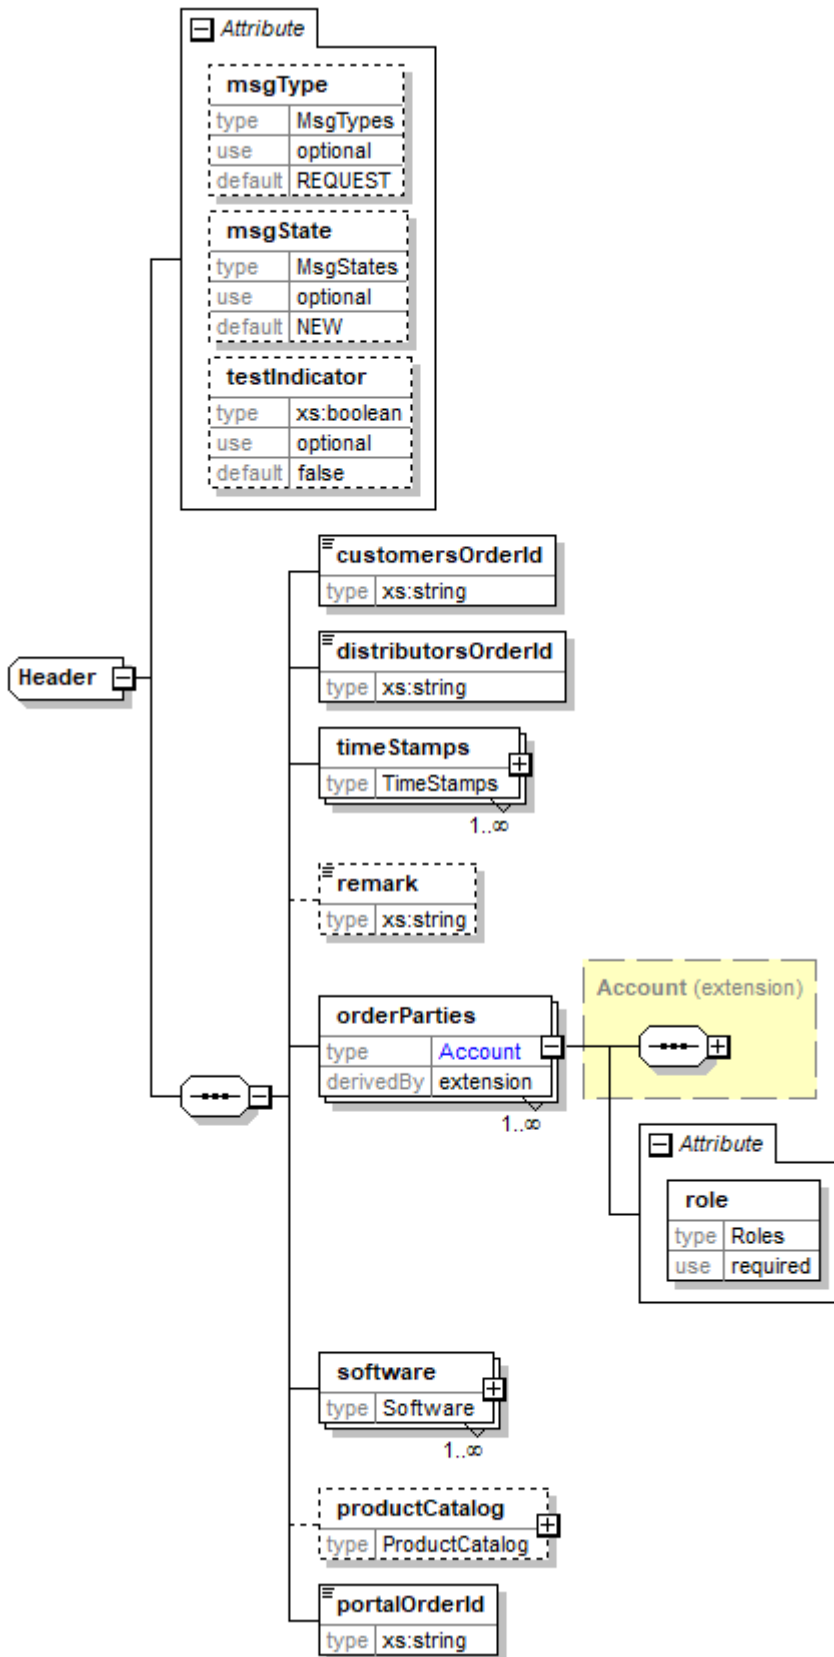 Attribute
msgType
type MsgTypes
use optional
default REQUEST
msgState
type MsgStates
use optional
default NEW
testIndicator
type xs:boolean
use optional
default false
customersOrderId
type xs:string
distributorsOrderId
type xs:string
Header
timeStamps
type TimeStamps
1..∞
remark
type xs:string
Account (extension)
orderParties
type Account
derivedBy extension
1..∞
Attribute
role
type Roles
use required
software
type Software
1..∞
productCatalog
type ProductCatalog
portalOrderId
type xs:string